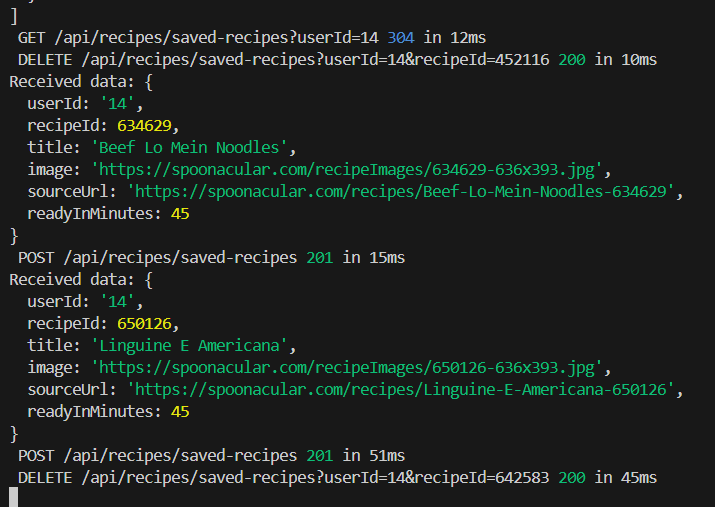 ]
GET /api/recipes/saved-recipes?userId=14 304 in 12ms
DELETE /api/recipes/saved-recipes?userId=14&recipeId=452116 200 in 10ms
Received data: {
  userId: '14',
  recipeId: 634629,
  title: 'Beef Lo Mein Noodles',
  image: 'https://spoonacular.com/recipeImages/634629-636x393.jpg',
  sourceUrl: 'https://spoonacular.com/recipes/Beef-Lo-Mein-Noodles-634629',
  readyInMinutes: 45
}
POST /api/recipes/saved-recipes 201 in 15ms
Received data: {
  userId: '14',
  recipeId: 650126,
  title: 'Linguine E Americana',
  image: 'https://spoonacular.com/recipeImages/650126-636x393.jpg',
  sourceUrl: 'https://spoonacular.com/recipes/Linguine-E-Americana-650126',
  readyInMinutes: 45
}
POST /api/recipes/saved-recipes 201 in 51ms
DELETE /api/recipes/saved-recipes?userId=14&recipeId=642583 200 in 45ms